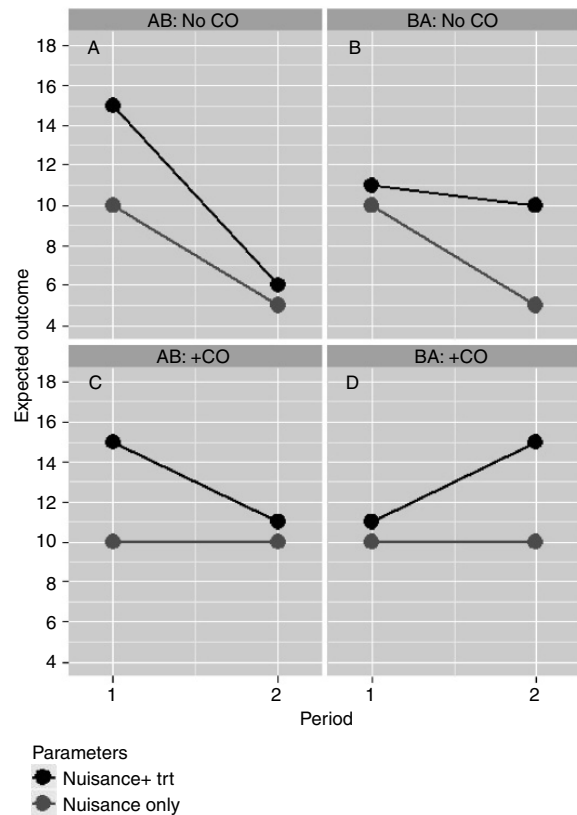 AB: No CO
BA: No CO
A
B
18
16
14
12
10
8
6
4
AB: +CO
BA: +CO
C
D
18
16
14
12
10
8
6
4
Expected outcome
1
2
1
2
Period
Parameters
Nuisance+ trt
Nuisance only